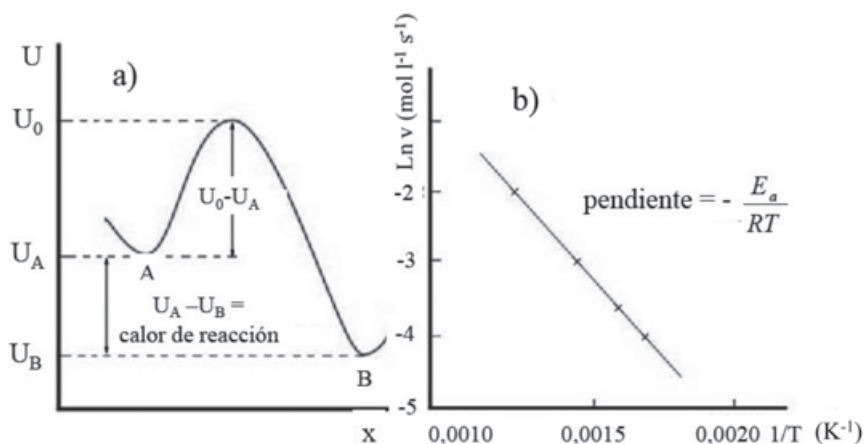 U
a)
U0
U0-UA
UA
A
UA –UB =
calor de reacción
UB
B
x
Ln v (mol l-1 s-1)
b)
-2
pendiente = - Ea
RT
-3
-4
-5
0,0010 0,0015 0,0020 1/T (K-1)